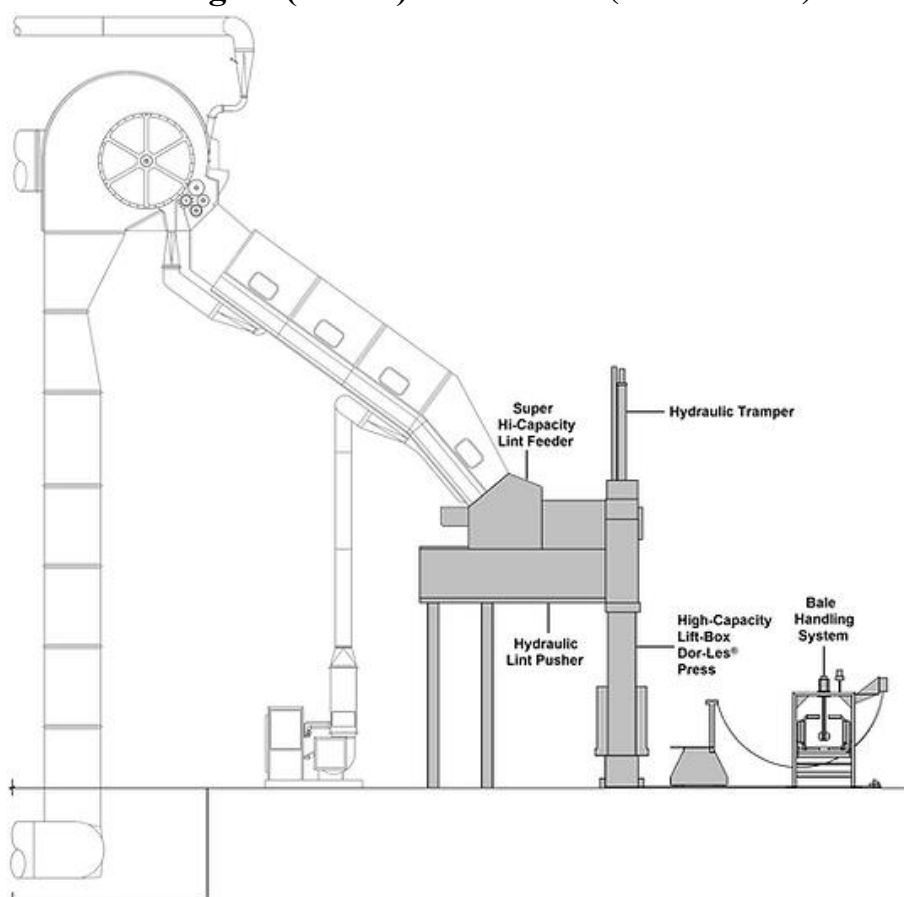 Super
Hi-Capacity
Lint Feeder
Hydraulic Tramper
Hydraulic
Lint Pusher
High-Capacity
Lift-Box
Dor-Les®
Press
Bale
Handling
System